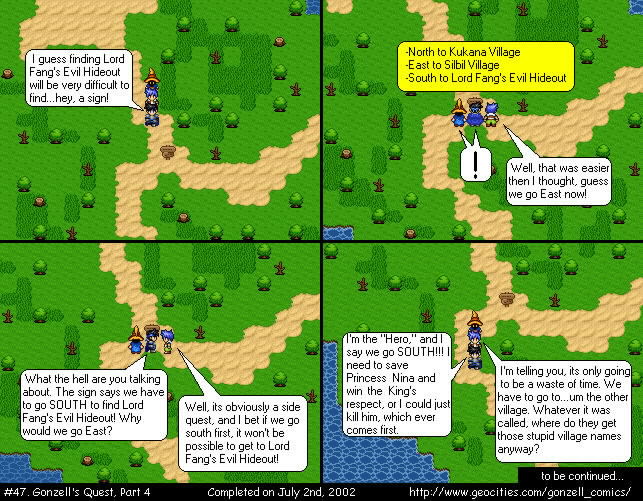 I guess finding Lord
Fang's Evil Hideout
will be very difficult to
find...hey, a sign!
-North to Kukana Village
-East to Silbil Village
-South to Lord Fang's Evil Hideout
!
Well, that was easier
then I thought, guess
we go East now!
What the hell are you talking
about. The sign says we have
to go SOUTH to find Lord
Fang's Evil Hideout! Why
would we go East?
Well, its obviously a side
quest, and I bet if we go
south first, it won't be
possible to get to Lord
Fang's Evil Hideout!
I'm the "Hero," and I
say we go SOUTH!!! I
need to save
Princess Nina and
win the King's
respect, or I could just
kill him, which ever
comes first.
I'm telling you, its only going
to be a waste of time. We
have to go to...um the other
village. Whatever it was
called, where do they get
those stupid village names
anyway?
to be continued...
#47. Gonzell's Quest, Part 4
Completed on July 2nd, 2002
http://www.geocities.com/gonzell_comics/